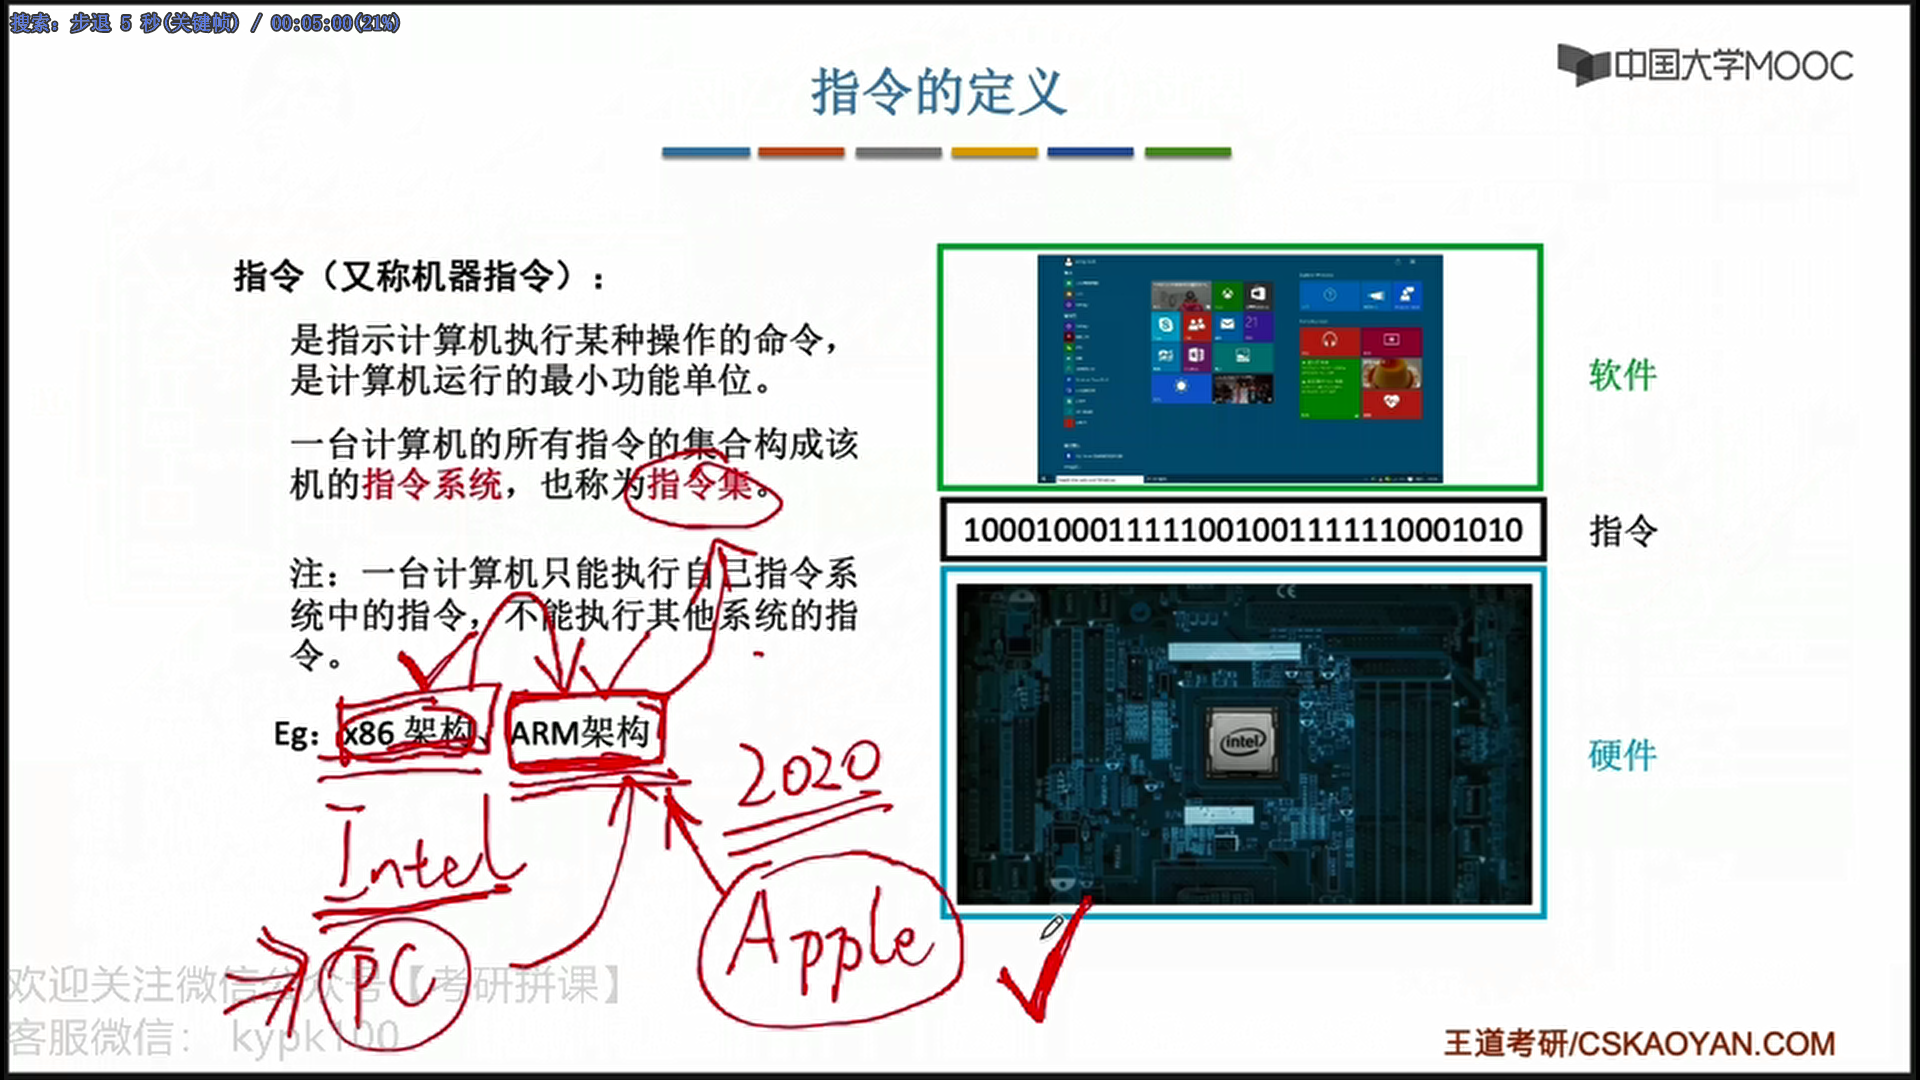 搜索: 步退 5 秒(关键帧) / 00:05:00(21%)
中国大学MOOC
指令的定义
指令（又称机器指令）：
是指示计算机执行某种操作的命令，
是计算机运行的最小功能单位。
一台计算机的所有指令的集合构成该
机的指令系统，也称为指令集。
注：一台计算机只能执行自己指令系
统中的指令，不能执行其他系统的指
令。
Eg：x86 架构、ARM架构
2020
Intel
PC
Apple
软件
10001000111110010011111110001010
指令
intel
硬件
欢迎关注微信公众号【考研拼课】
客服微信： kypk100
王道考研/CSKAOYAN.COM